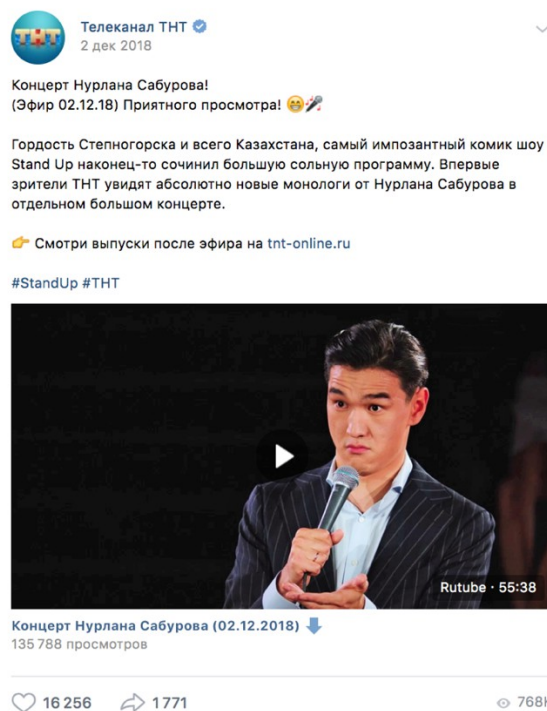 ТНТ
Телеканал ТНТ
2 дек 2018
Концерт Нурлана Сабурова!
(Эфир 02.12.18) Приятного просмотра! 😁🎤
Гордость Степногорска и всего Казахстана, самый импозантный комик шоу
Stand Up наконец-то сочинил большую сольную программу. Впервые
зрители ТНТ увидят абсолютно новые монологи от Нурлана Сабурова в
отдельном большом концерте.
👉 Смотри выпуски после эфира на tnt-online.ru
#StandUp #ТНТ
Rutube · 55:38
Концерт Нурлана Сабурова (02.12.2018)
135 788 просмотров
16 256 1 771 768